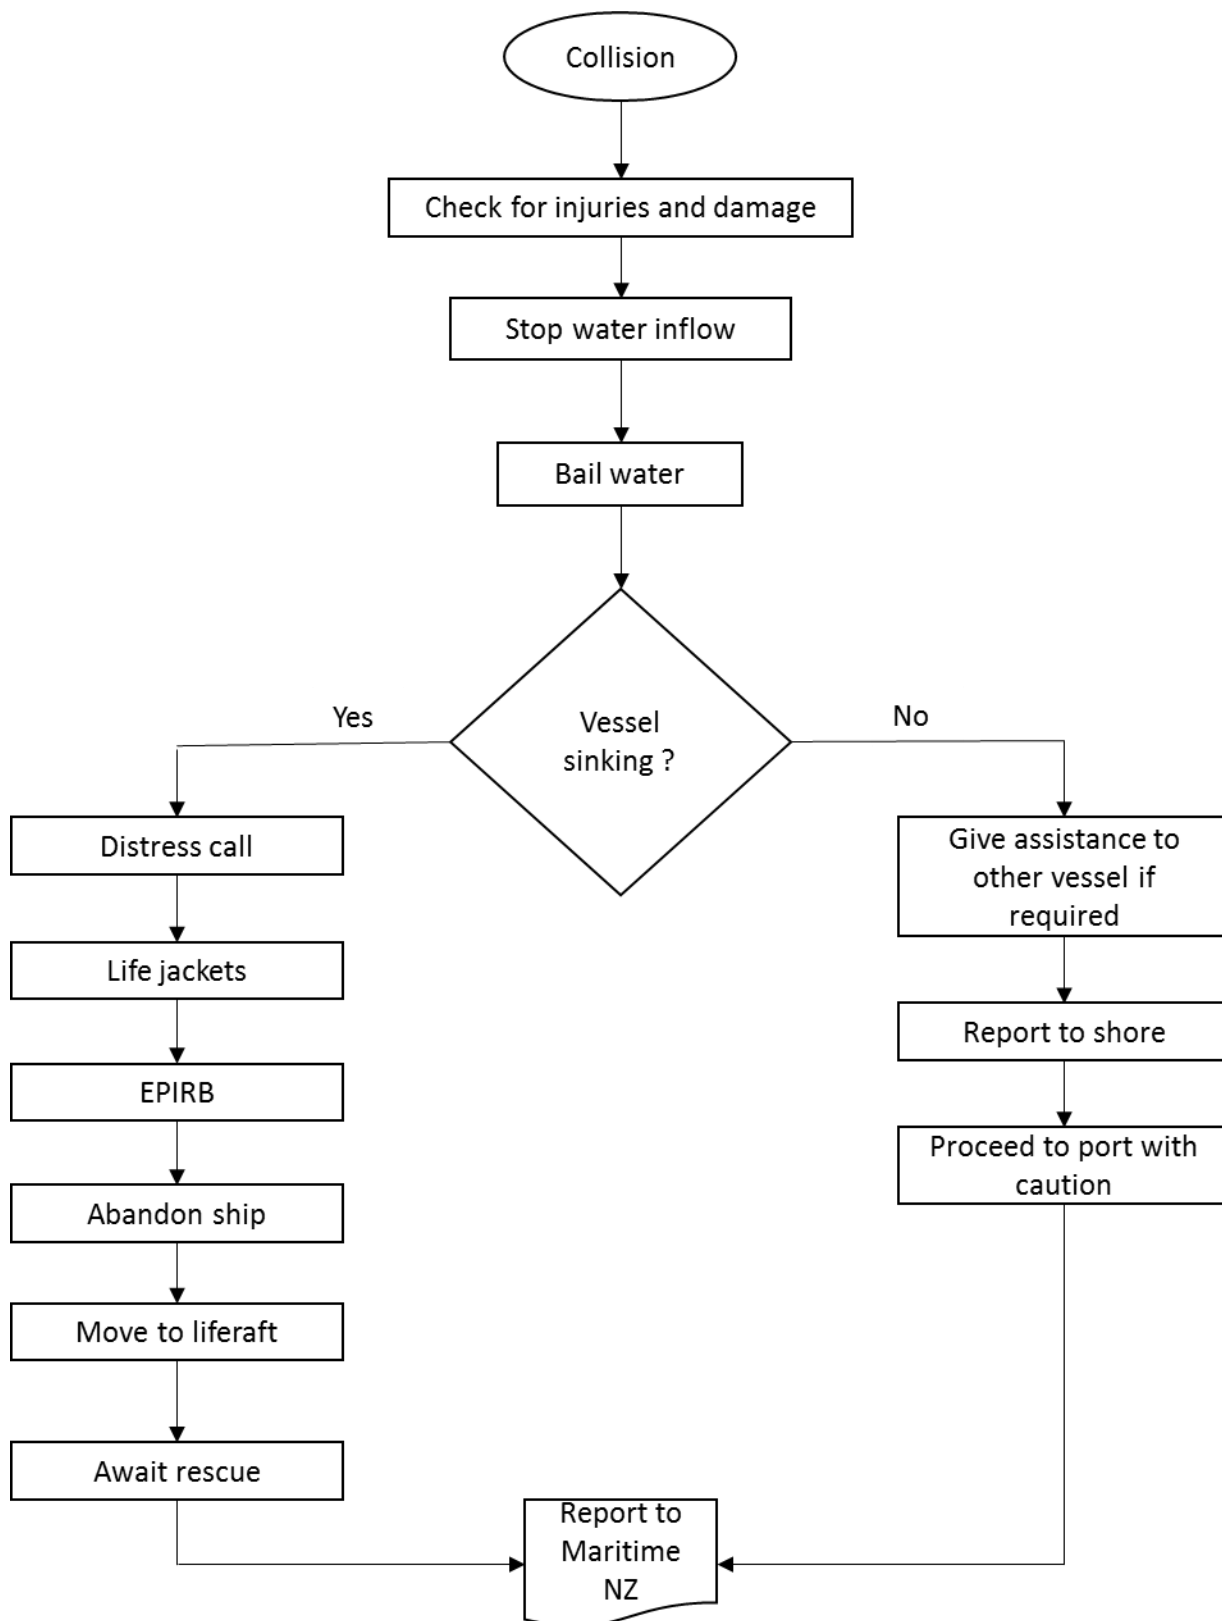 Collision
Check for injuries and damage
Stop water inflow
Bail water
Yes
Vessel
sinking ?
No
Distress call
Life jackets
EPIRB
Abandon ship
Move to liferaft
Await rescue
Give assistance to
other vessel if
required
Report to shore
Proceed to port with
caution
Report to
Maritime
NZ